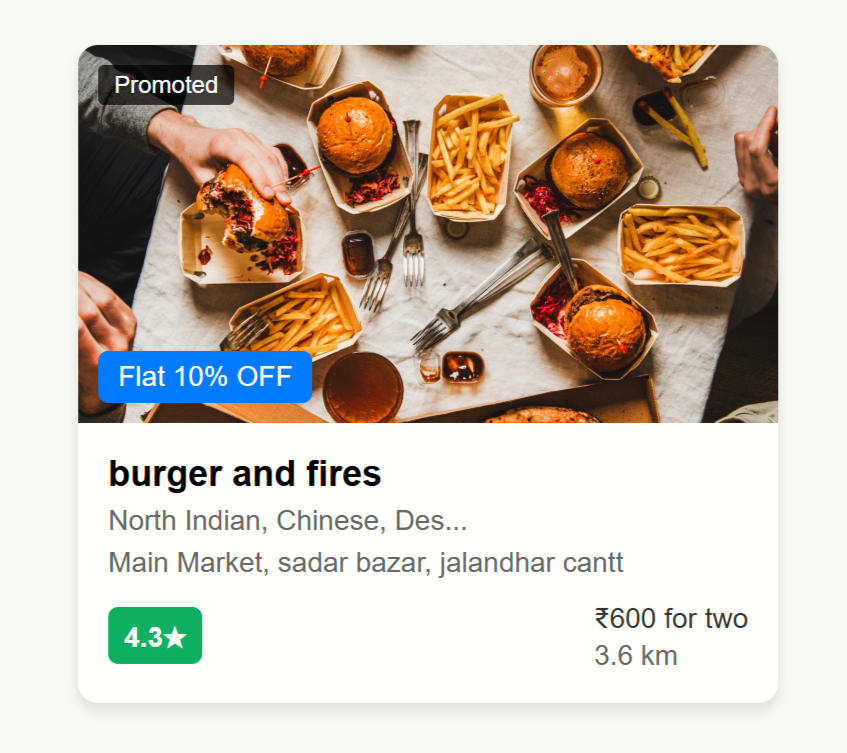 Promoted
Flat 10% OFF
burger and fires
North Indian, Chinese, Des...
Main Market, sadar bazar, jalandhar cantt
4.3★
₹600 for two
3.6 km